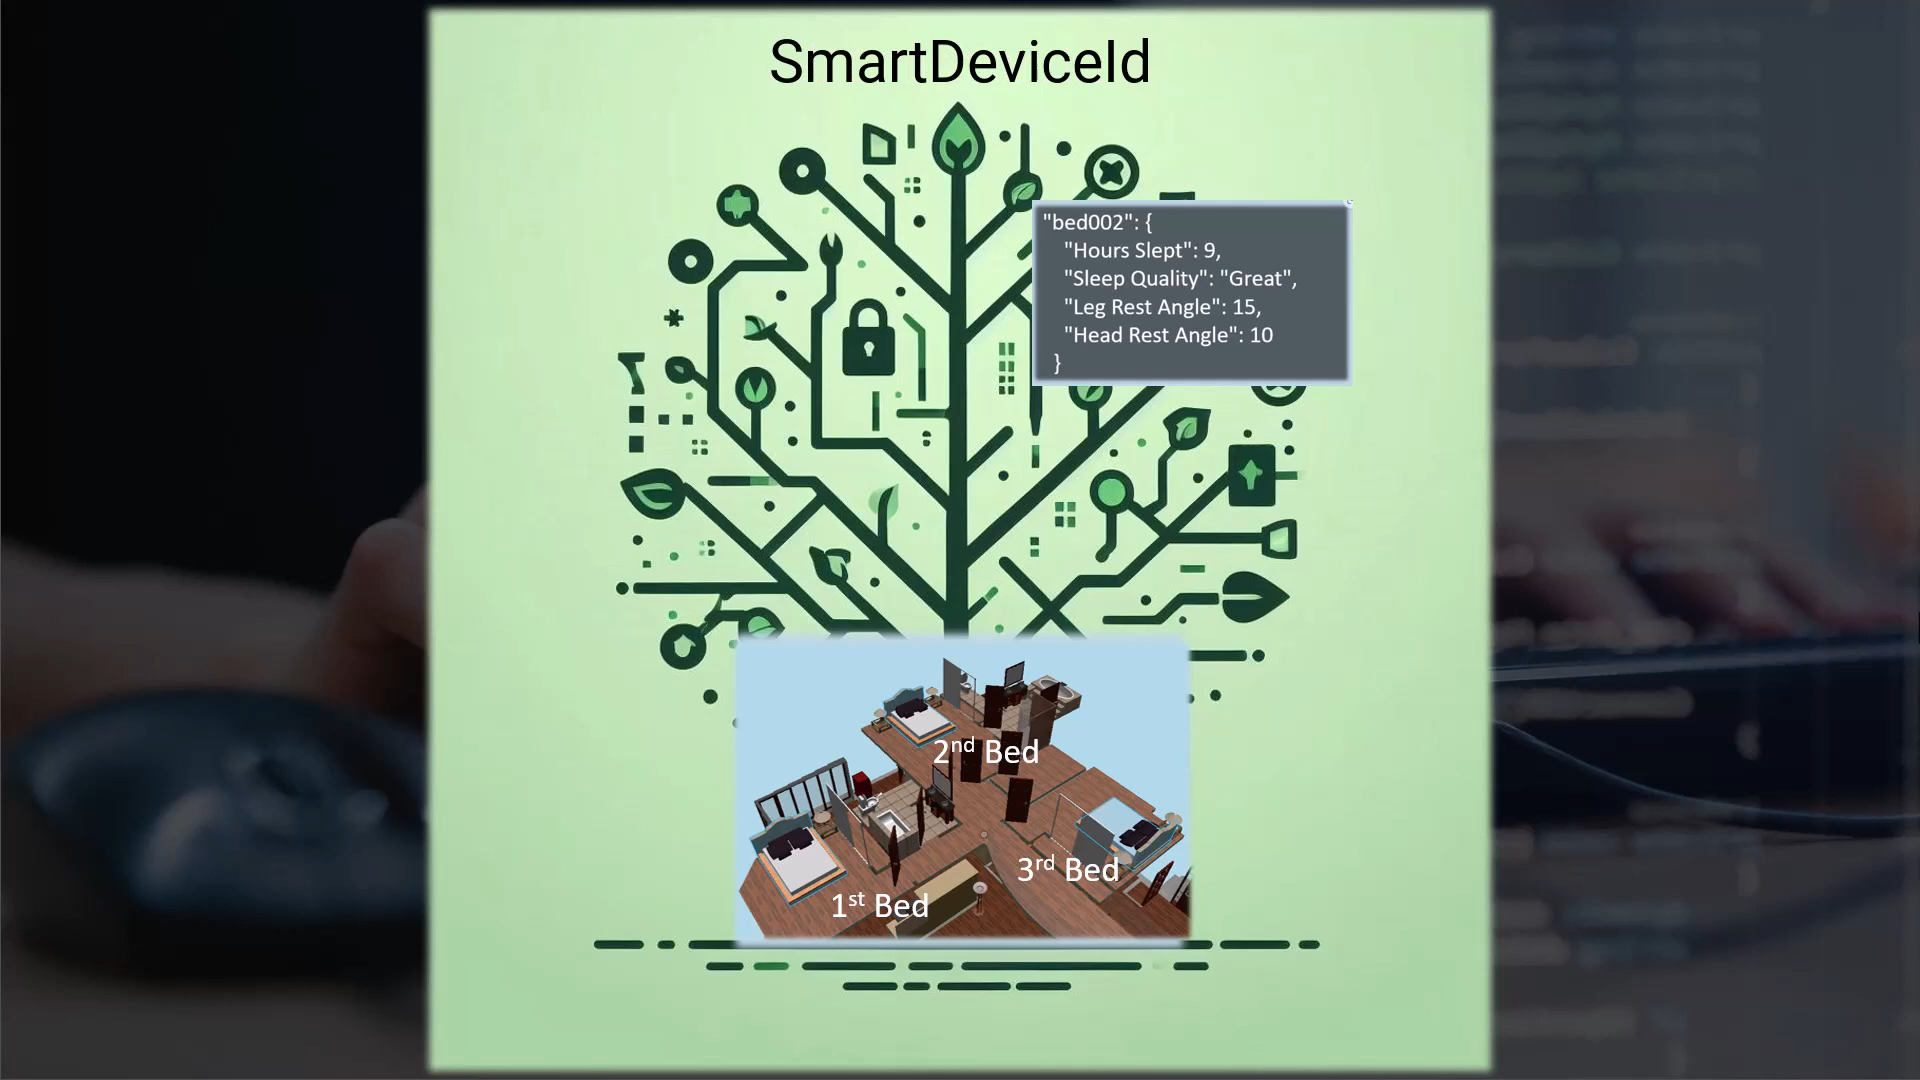 SmartDeviceId
"bed002": {
"Hours Slept": 9,
"Sleep Quality": "Great",
"Leg Rest Angle": 15,
"Head Rest Angle": 10
}
2nd Bed
3rd Bed
1st Bed